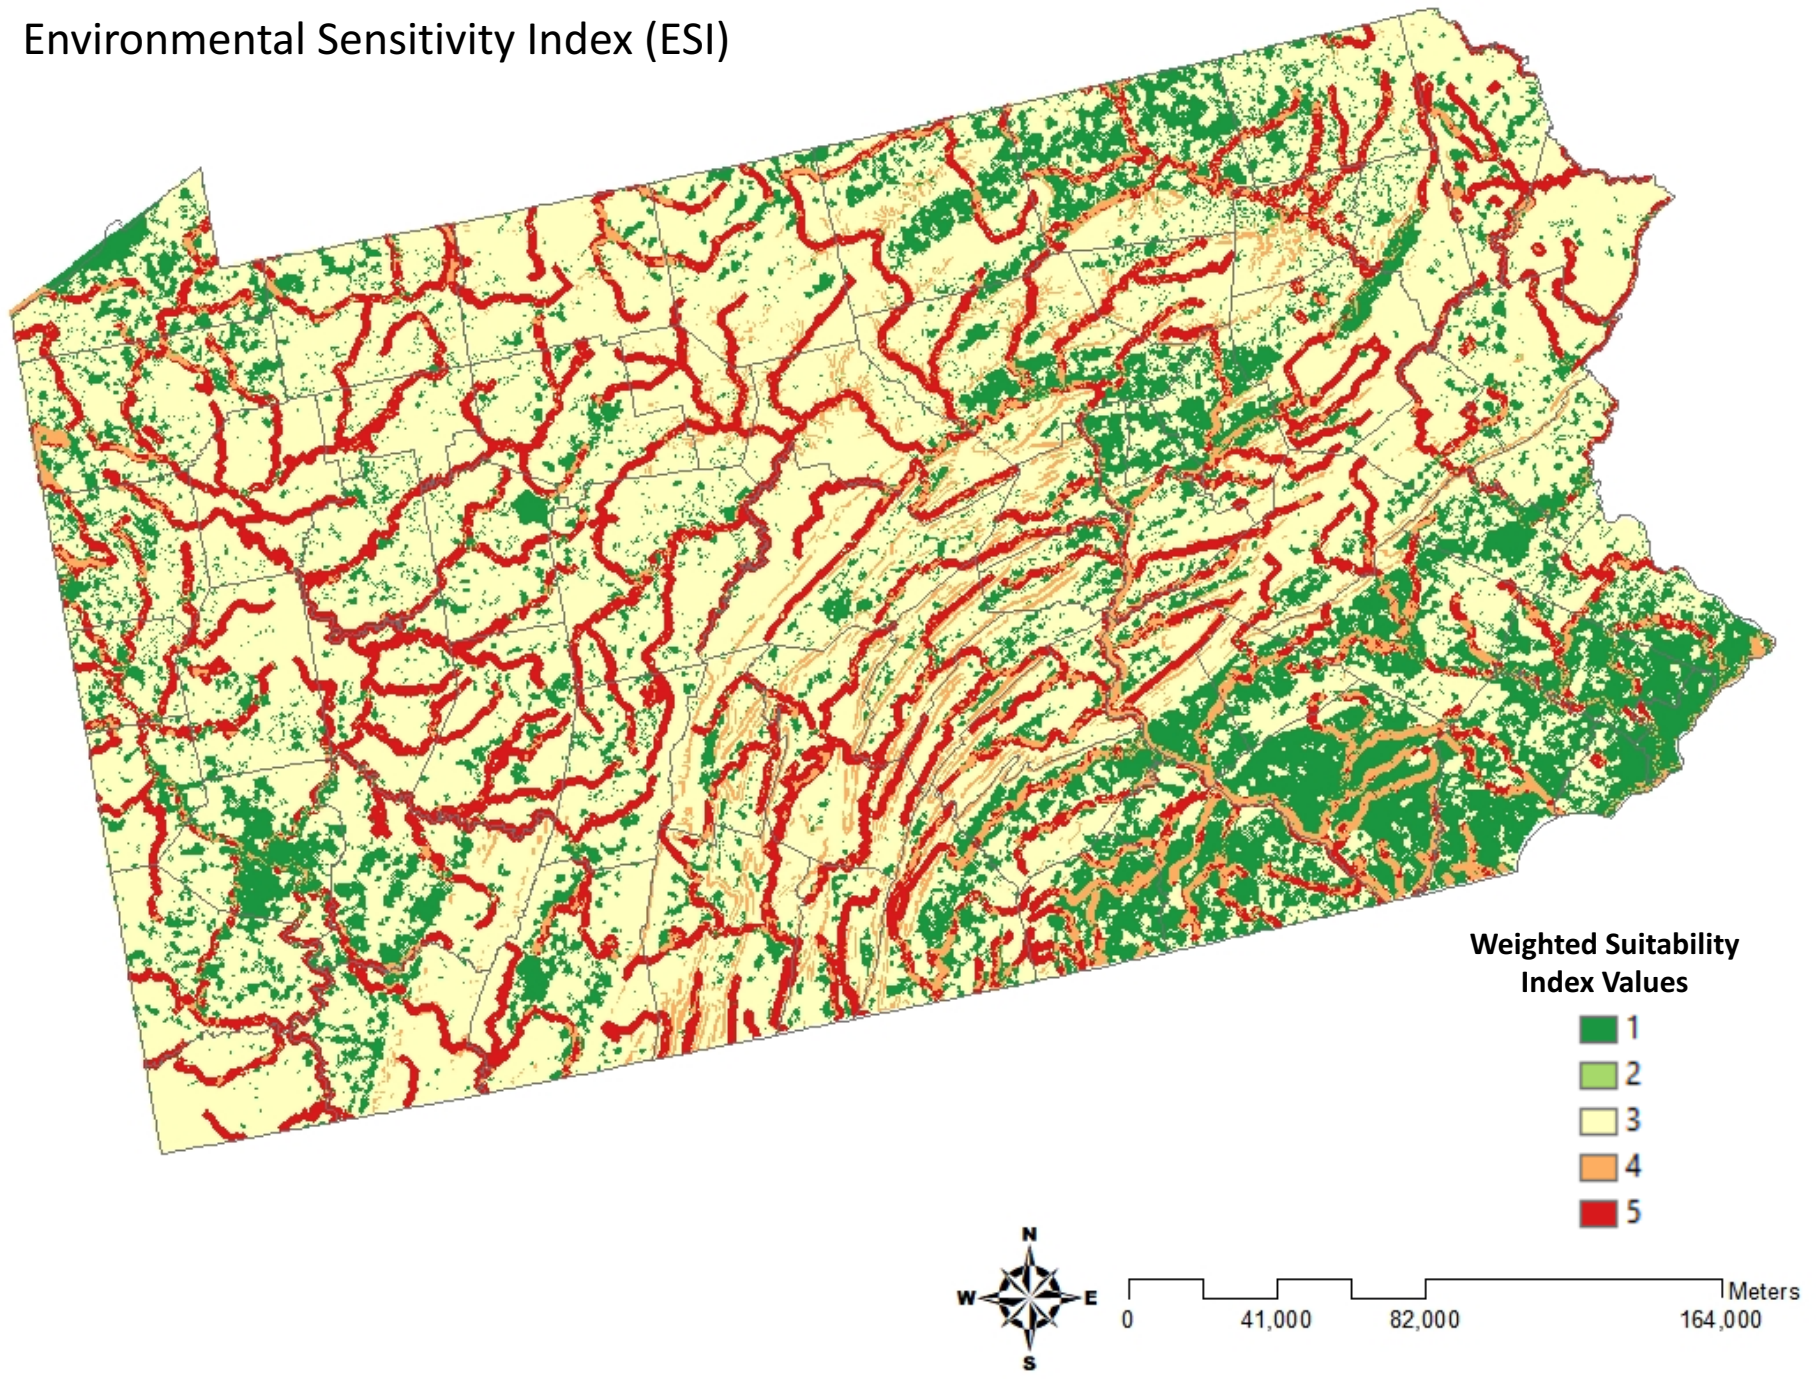 Environmental Sensitivity Index (ESI)
Weighted Suitability
Index Values
1
2
3
4
5
N
W E
S
Meters
0 41,000 82,000 164,000